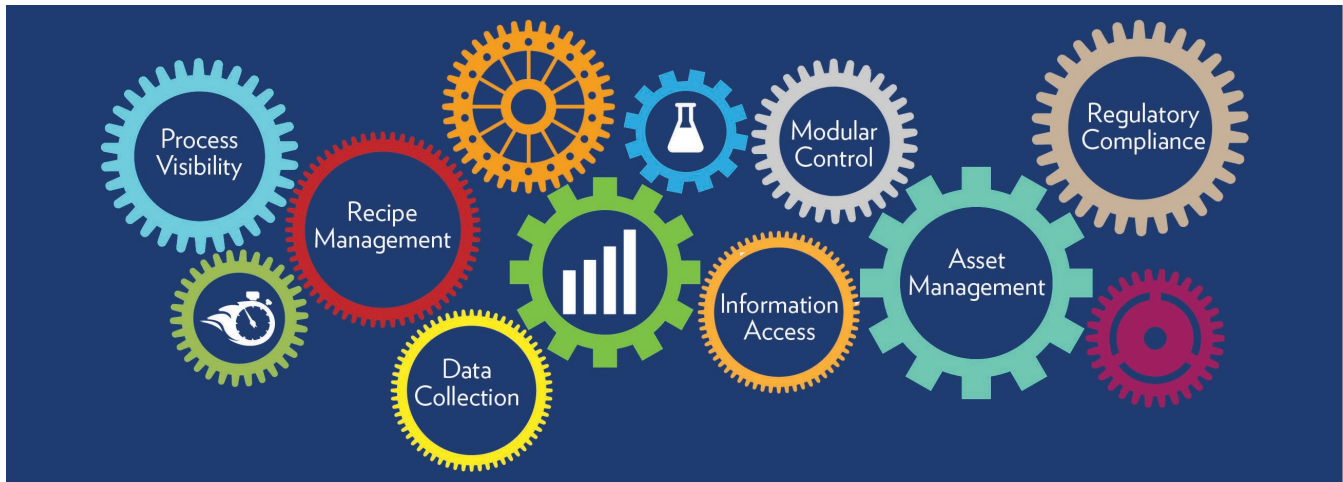 Process
Visibility
Recipe
Management
Data
Collection
Modular
Control
Information
Access
Asset
Management
Regulatory
Compliance